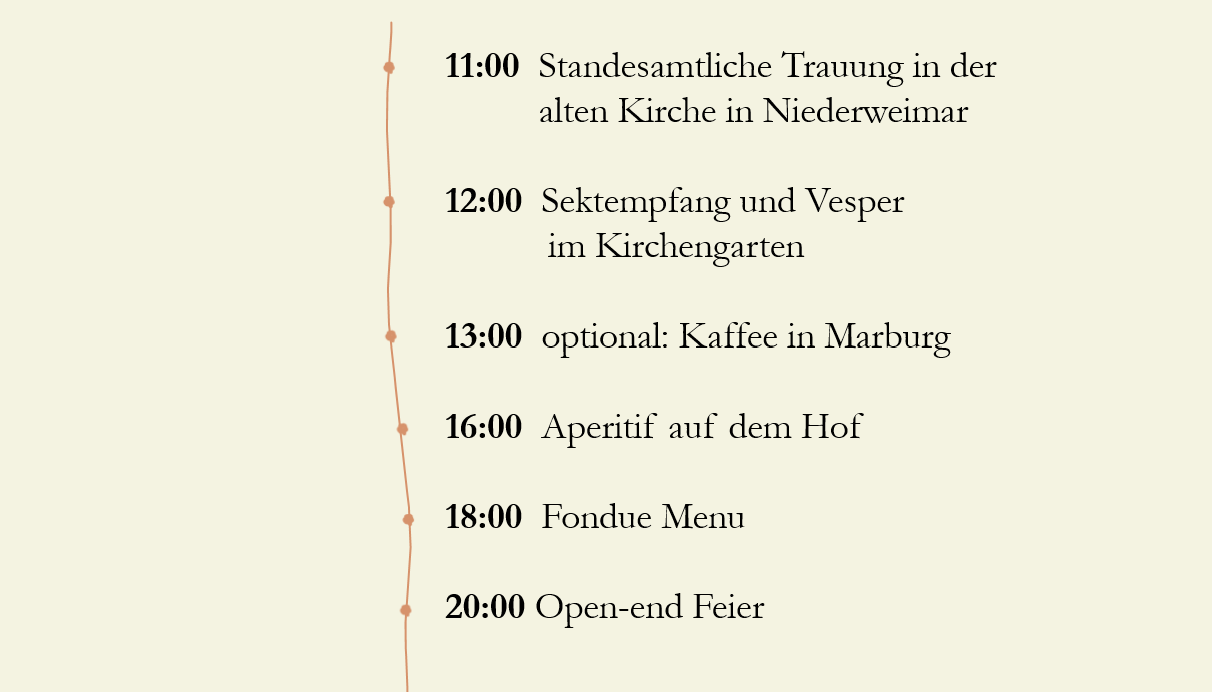 11:00 Standesamtliche Trauung in der
alten Kirche in Niederweimar
12:00 Sektempfang und Vesper
im Kirchengarten
13:00 optional: Kaffee in Marburg
16:00 Aperitif auf dem Hof
18:00 Fondue Menu
20:00 Open-end Feier